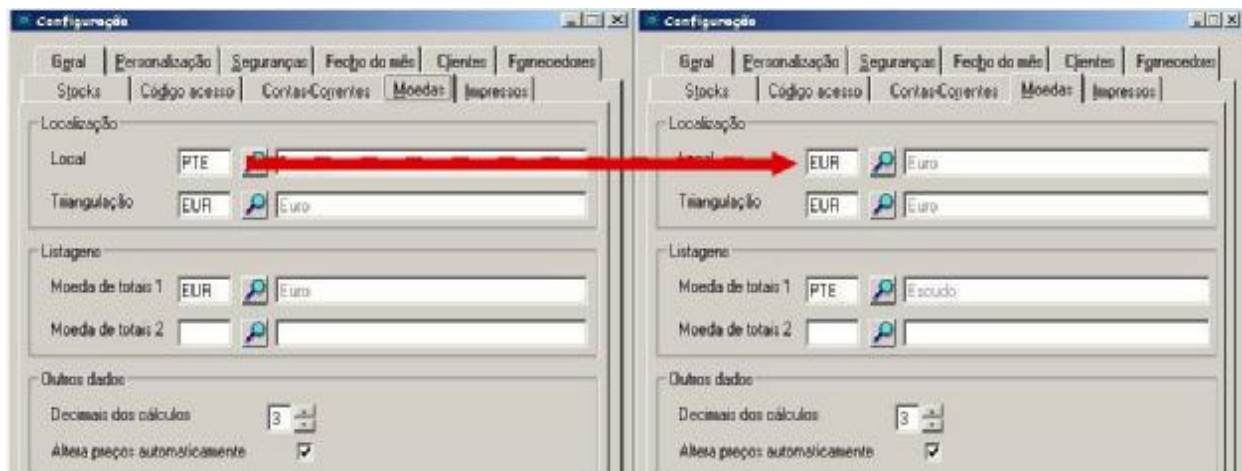 Configuração
Geral Personalização Seguranças Fecho do mês Clientes Fornecedores
Stocks Código acesso Contas-Correntes Moedas Impressos
Localização
Local PTE
Triangulação EUR Euro
Listagens
Moeda de totais 1 EUR Euro
Moeda de totais 2
Outros dados
Decimais dos cálculos 3
Altera preços automaticamente
Configuração
Geral Personalização Seguranças Fecho do mês Clientes Fornecedores
Stocks Código acesso Contas-Correntes Moedas Impressos
Localização
EUR Euro
Triangulação EUR Euro
Listagens
Moeda de totais 1 PTE Escudo
Moeda de totais 2
Outros dados
Decimais dos cálculos 3
Altera preços automaticamente